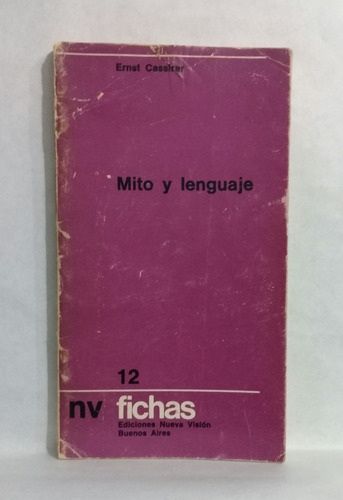 Ernst Cassirer
Mito y lenguaje
12
nv fichas
Ediciones Nueva Visión
Buenos Aires